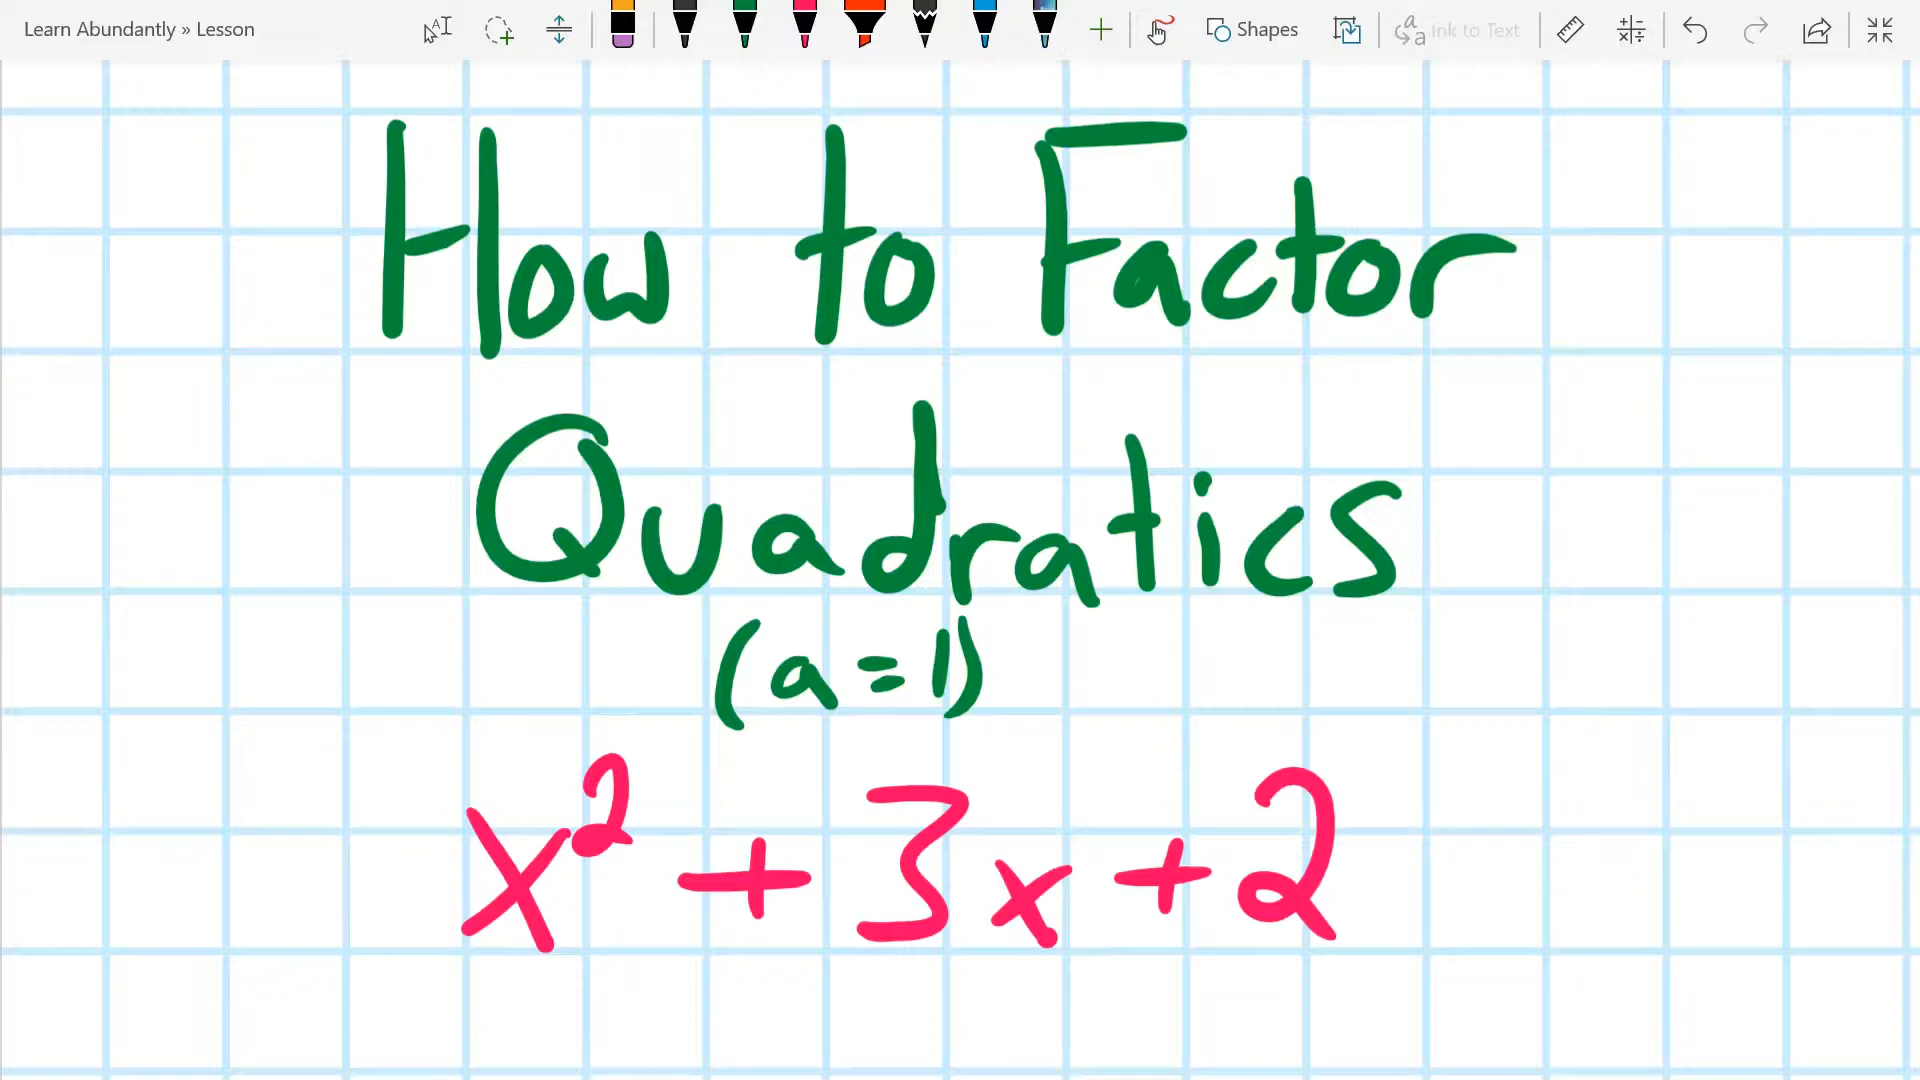 Learn Abundantly » Lesson
Shapes
Ink to Text
How to Factor
Quadratics
(a=1)
x² + 3x + 2